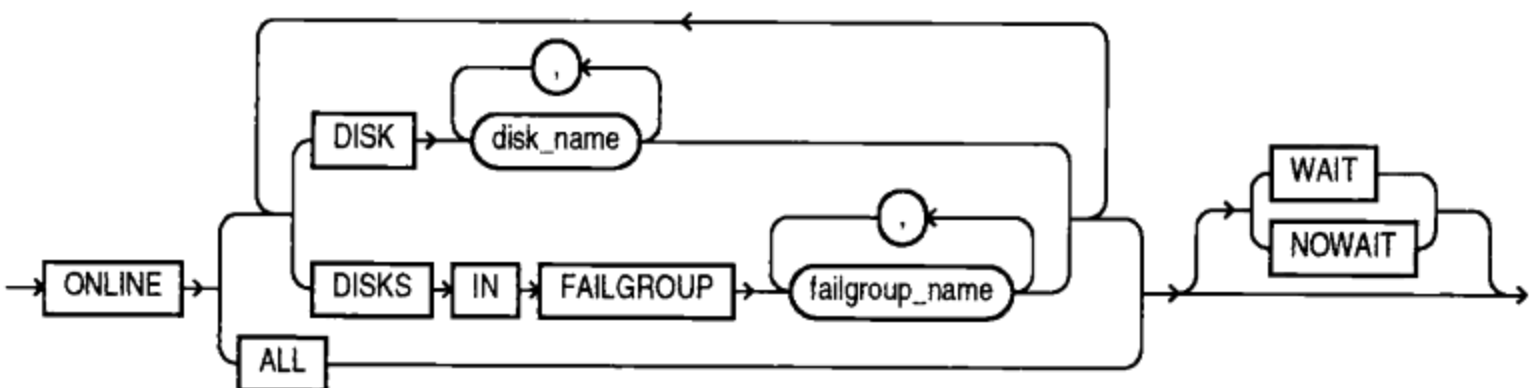 ,
DISK disk_name
WAIT
,
NOWAIT
ONLINE DISKS IN FAILGROUP failgroup_name
ALL